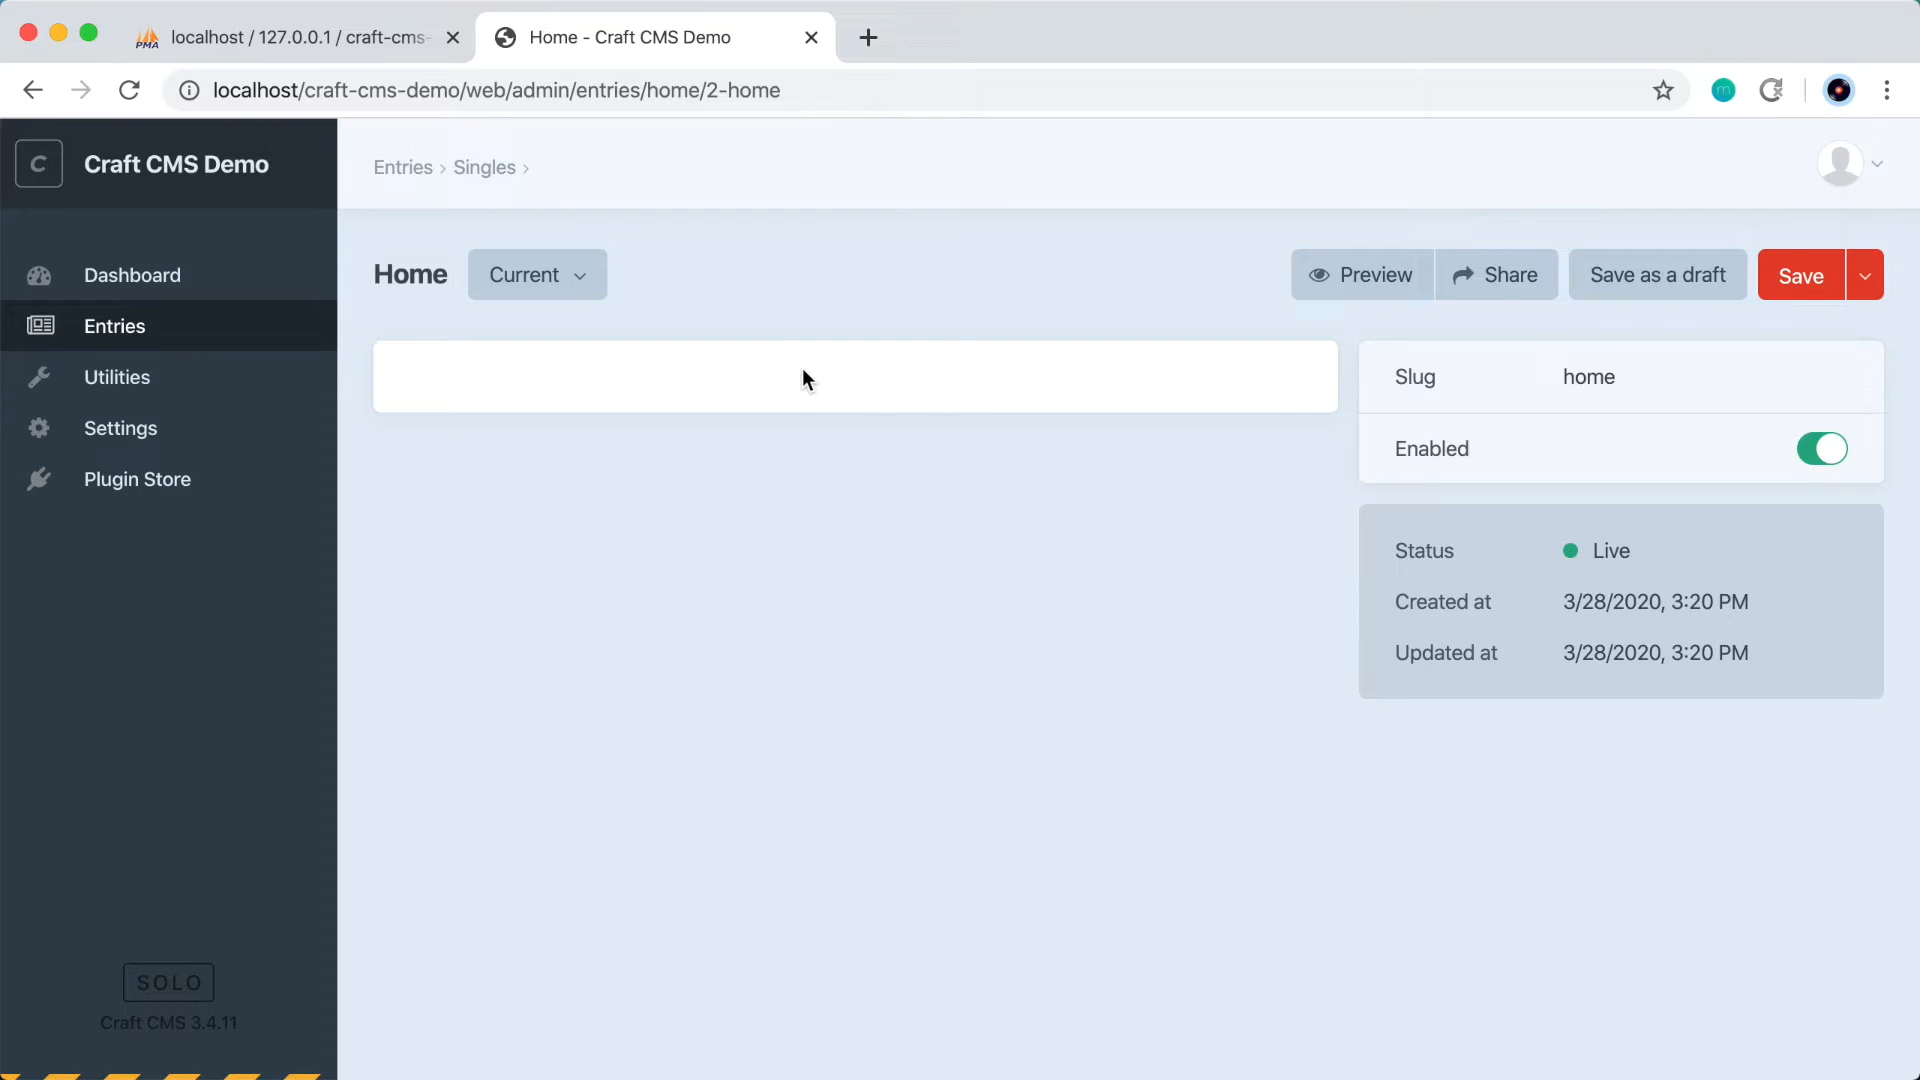 PMA localhost / 127.0.0.1 / craft-cms-
Home - Craft CMS Demo
localhost/craft-cms-demo/web/admin/entries/home/2-home
m
C Craft CMS Demo
Entries › Singles ›
Dashboard
Entries
Utilities
Settings
Plugin Store
SOLO
Craft CMS 3.4.11
Home Current
Preview Share Save as a draft Save
Slug home
Enabled
Status Live
Created at 3/28/2020, 3:20 PM
Updated at 3/28/2020, 3:20 PM